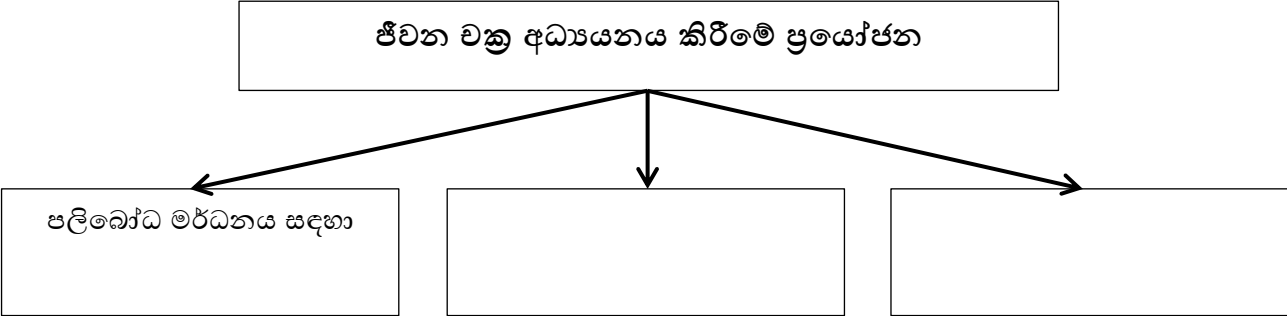 ජීවන චක්‍ර අධ්‍යයනය කිරීමේ ප්‍රයෝජන
පලිබෝධ මර්ධනය සඳහා